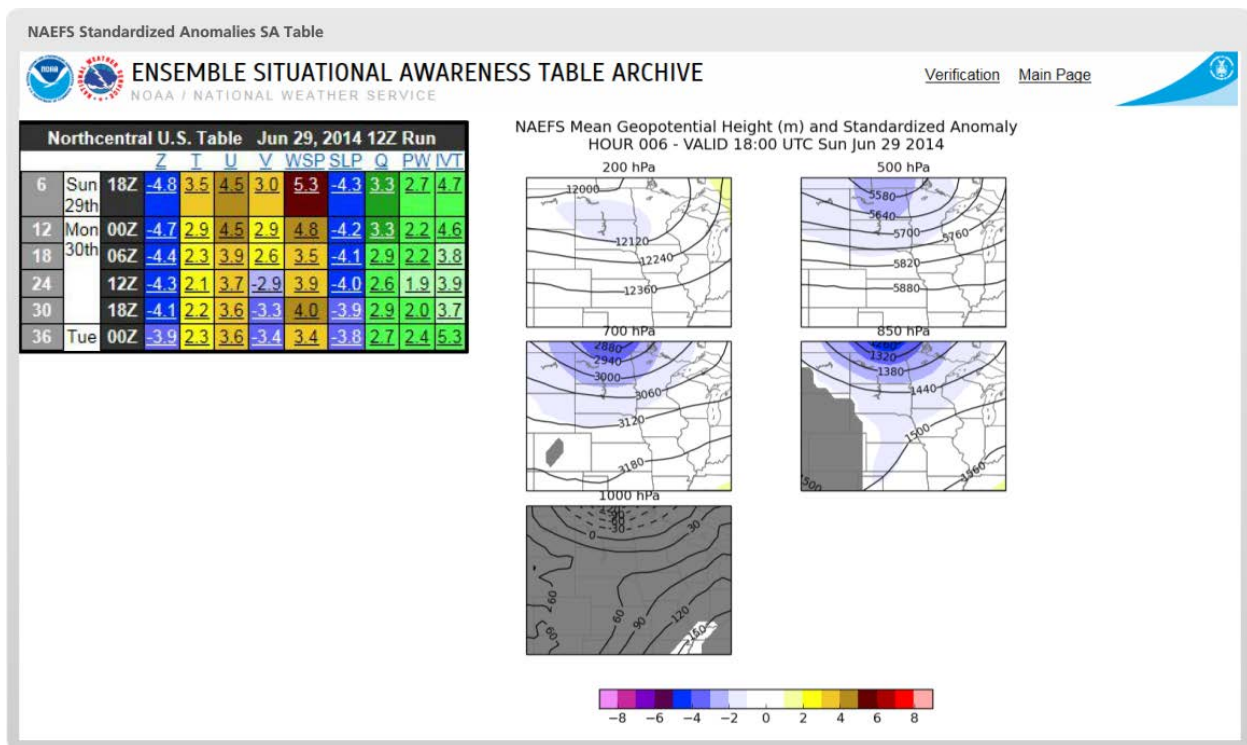 NAEFS Standardized Anomalies SA Table
NOAA
ENSEMBLE SITUATIONAL AWARENESS TABLE ARCHIVE
NOAA / NATIONAL WEATHER SERVICE
Verification Main Page
Northcentral U.S. Table Jun 29, 2014 12Z Run
Z T U V WSP SLP Q PW IVT
6 Sun 29th 18Z -4.8 3.5 4.5 3.0 5.3 -4.3 3.3 2.7 4.7
12 Mon 30th 00Z -4.7 2.9 4.5 2.9 4.8 -4.2 3.3 2.2 4.6
18 06Z -4.4 2.3 3.9 2.6 3.5 -4.1 2.9 2.2 3.8
24 12Z -4.3 2.1 3.7 -2.9 3.9 -4.0 2.6 1.9 3.9
30 18Z -4.1 2.2 3.6 -3.3 4.0 -3.9 2.9 2.0 3.7
36 Tue 00Z -3.9 2.3 3.6 -3.4 3.4 -3.8 2.7 2.4 5.3
NAEFS Mean Geopotential Height (m) and Standardized Anomaly
HOUR 006 - VALID 18:00 UTC Sun Jun 29 2014
200 hPa
12000
12120
12240
12360
500 hPa
5580
5640
5700 5760
5820
5880
700 hPa
2880
2940
3000
3060
3120
3180
850 hPa
1320
1380
1440
1500
1500 1560
1000 hPa
-30
0 30
60
60 90 120
60 150
−8 −6 −4 −2 0 2 4 6 8